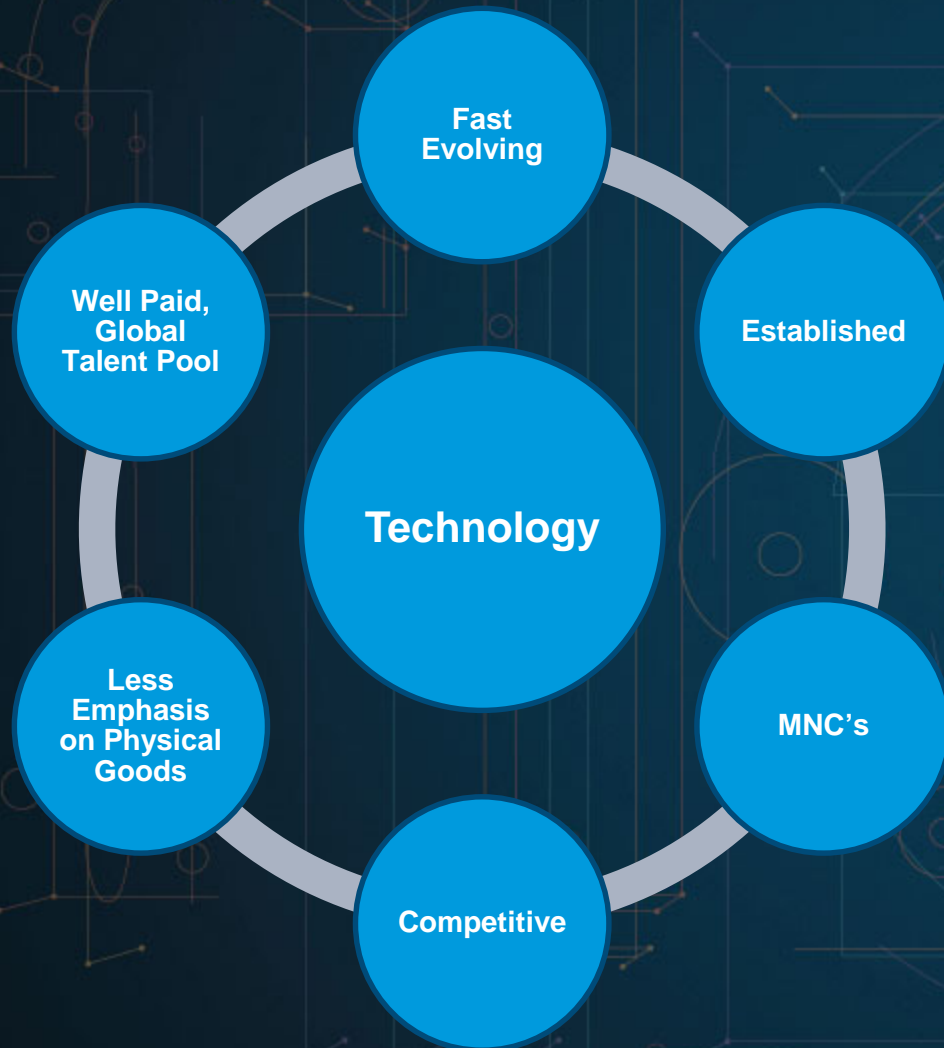 Fast
Evolving
Established
MNC's
Competitive
Less
Emphasis
on Physical
Goods
Well Paid,
Global
Talent Pool
Technology